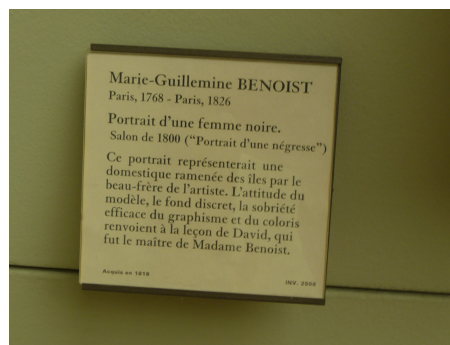 Marie-Guillemine BENOIST
Paris, 1768 - Paris, 1826
Portrait d'une femme noire.
Salon de 1800 ("Portrait d'une négresse")
Ce portrait représenterait une
domestique ramenée des îles par le
beau-frère de l'artiste. L'attitude du
modèle, le fond discret, la sobriété
efficace du graphisme et du coloris
renvoient à la leçon de David, qui
fut le maître de Madame Benoist.
Acquis en 1818
INV. 2508